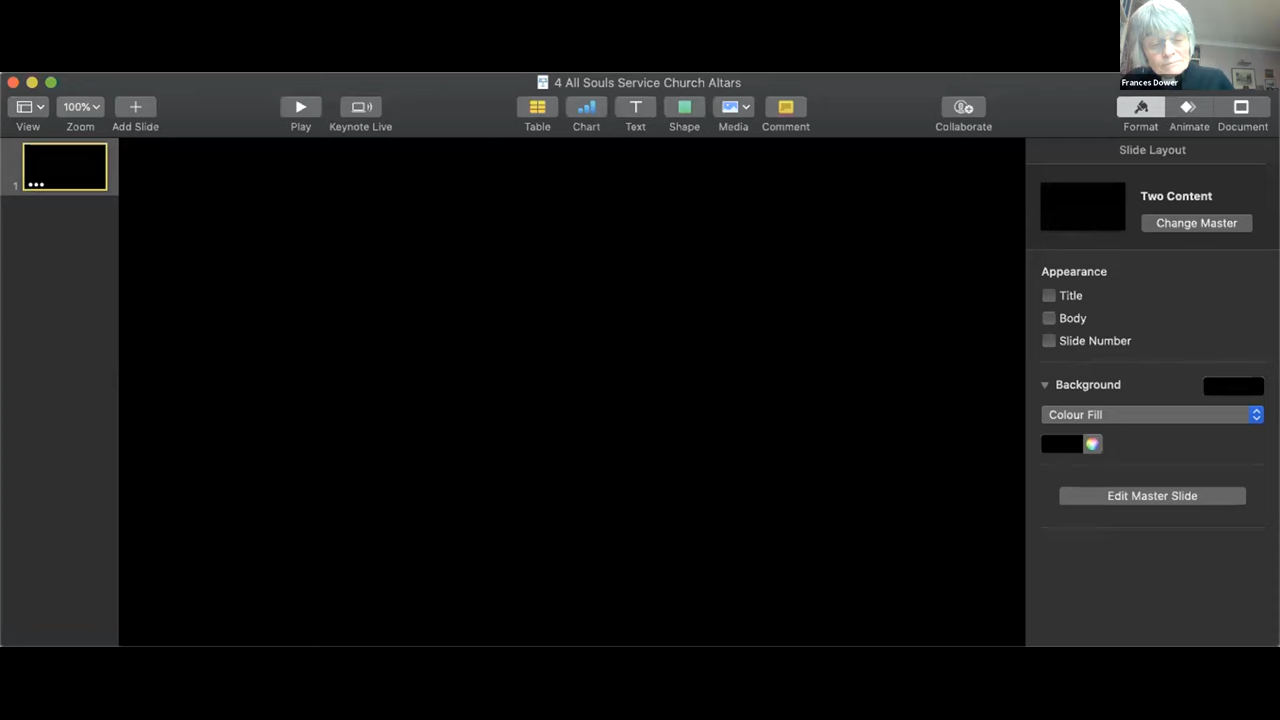 Frances Dower
4 All Souls Service Church Altars
100%
View
Zoom
Add Slide
Play
Keynote Live
Table
Chart
Text
Shape
Media
Comment
Collaborate
Format
Animate
Document
1
Slide Layout
Two Content
Change Master
Appearance
Title
Body
Slide Number
Background
Colour Fill
Edit Master Slide